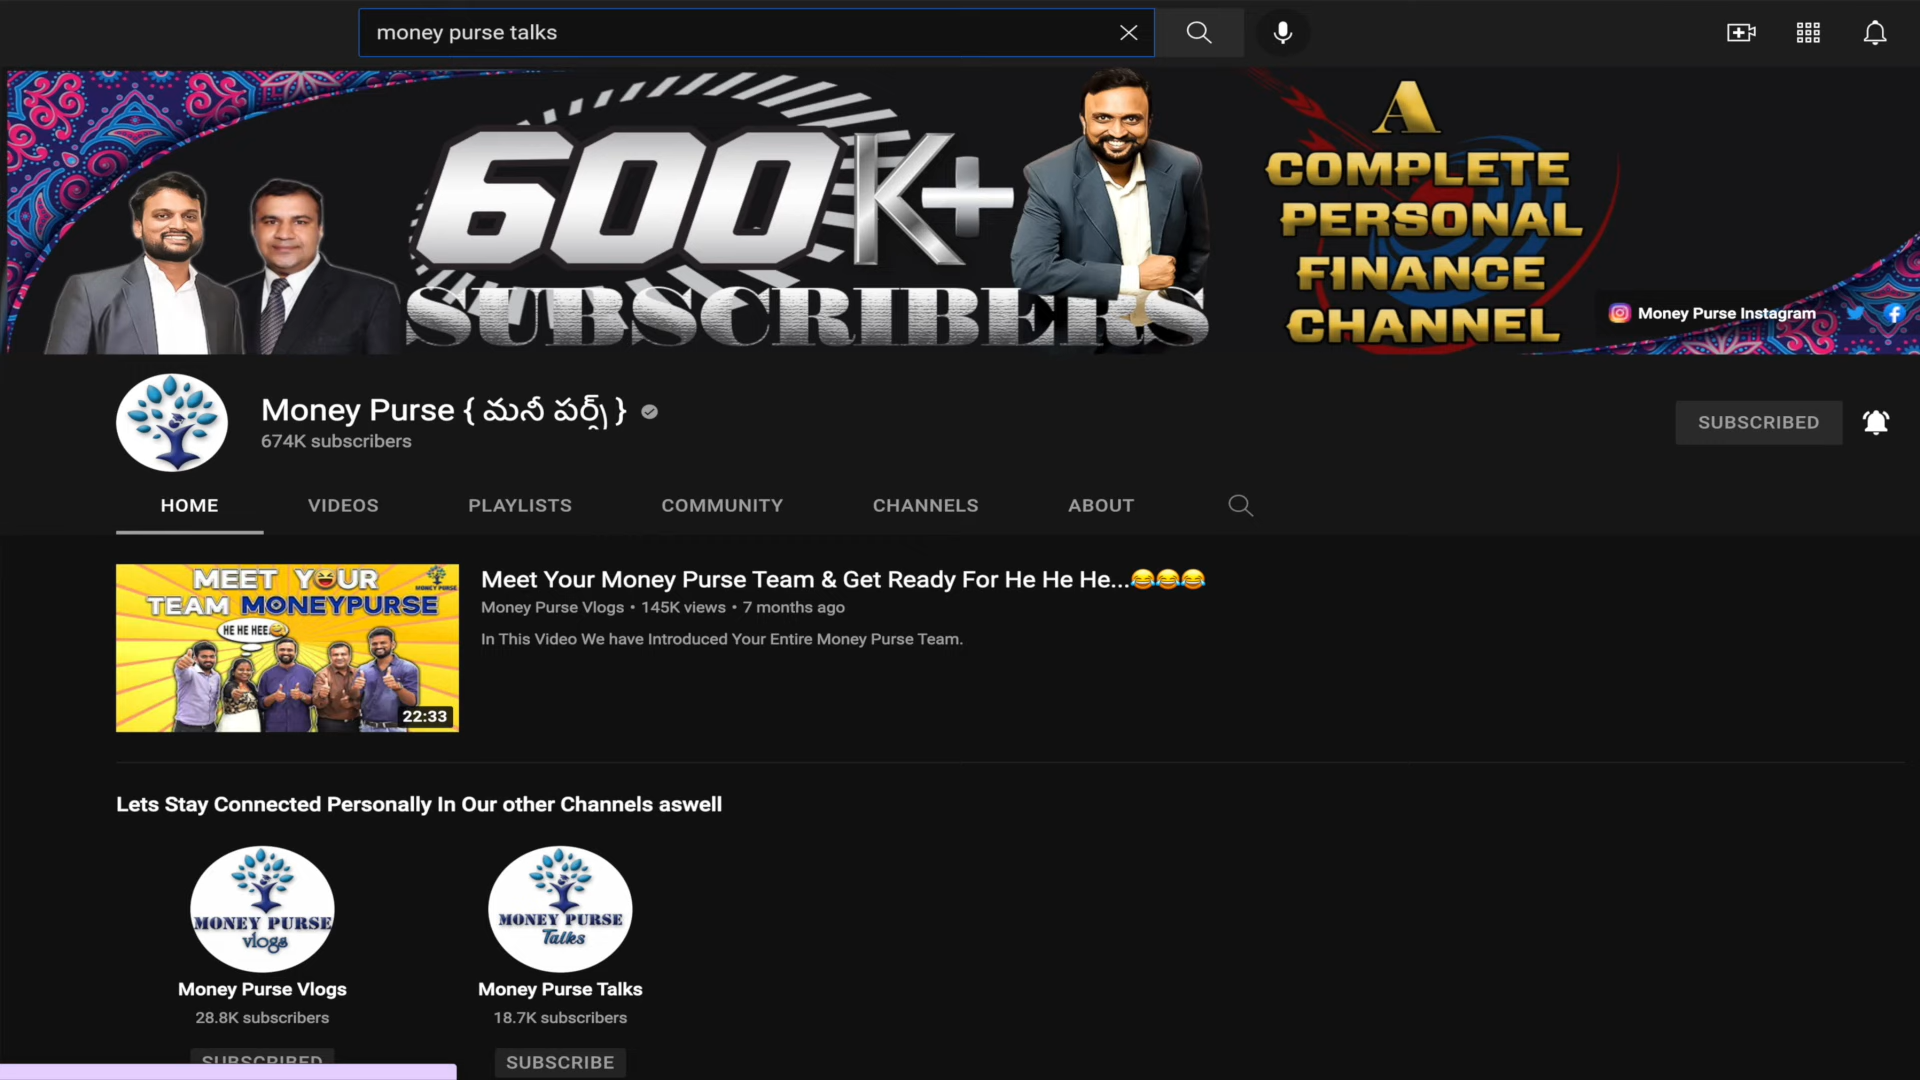 money purse talks
600K+
SUBSCRIBERS
A
COMPLETE
PERSONAL
FINANCE
CHANNEL
Money Purse Instagram
Money Purse { మనీ పర్స్ }
674K subscribers
SUBSCRIBED
HOME
VIDEOS
PLAYLISTS
COMMUNITY
CHANNELS
ABOUT
MEET YOUR
TEAM MONEYPURSE
MONEY PURSE
HE HE HEE
22:33
Meet Your Money Purse Team & Get Ready For He He He...😂😂😂
Money Purse Vlogs • 145K views • 7 months ago
In This Video We have Introduced Your Entire Money Purse Team.
Lets Stay Connected Personally In Our other Channels aswell
MONEY PURSE
vlogs
Money Purse Vlogs
28.8K subscribers
SUBSCRIBED
MONEY PURSE
Talks
Money Purse Talks
18.7K subscribers
SUBSCRIBE